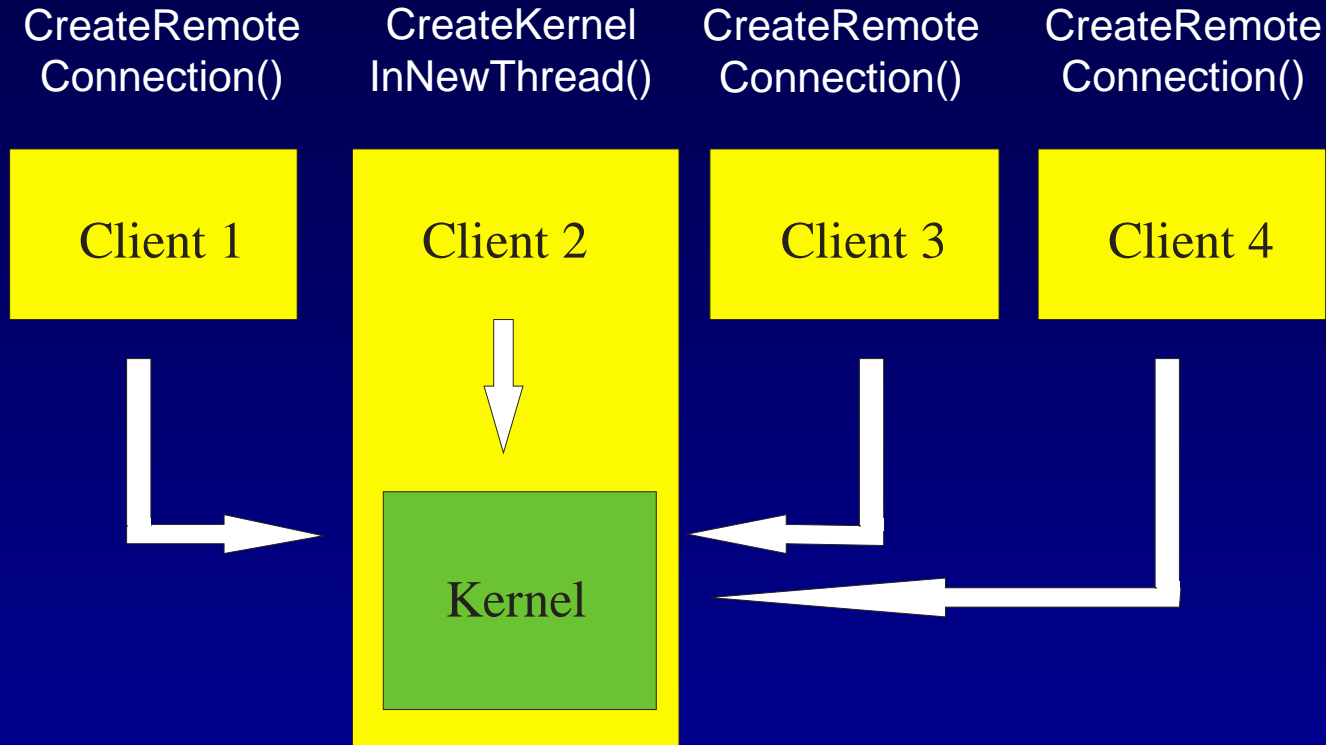 CreateRemote
Connection()
CreateKernel
InNewThread()
CreateRemote
Connection()
CreateRemote
Connection()
Client 1
Client 2
Client 3
Client 4
Kernel